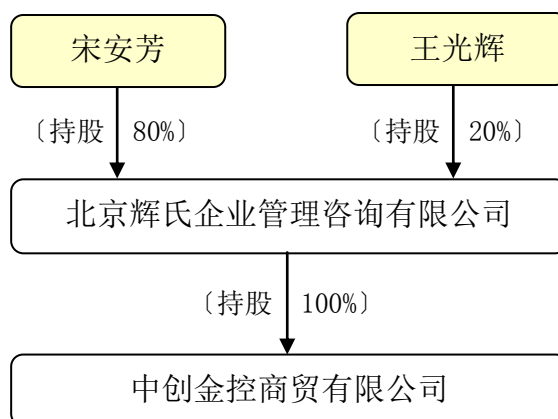 宋安芳 王光辉
〔持股 80%〕 〔持股 20%〕
北京辉氏企业管理咨询有限公司
〔持股 100%〕
中创金控商贸有限公司